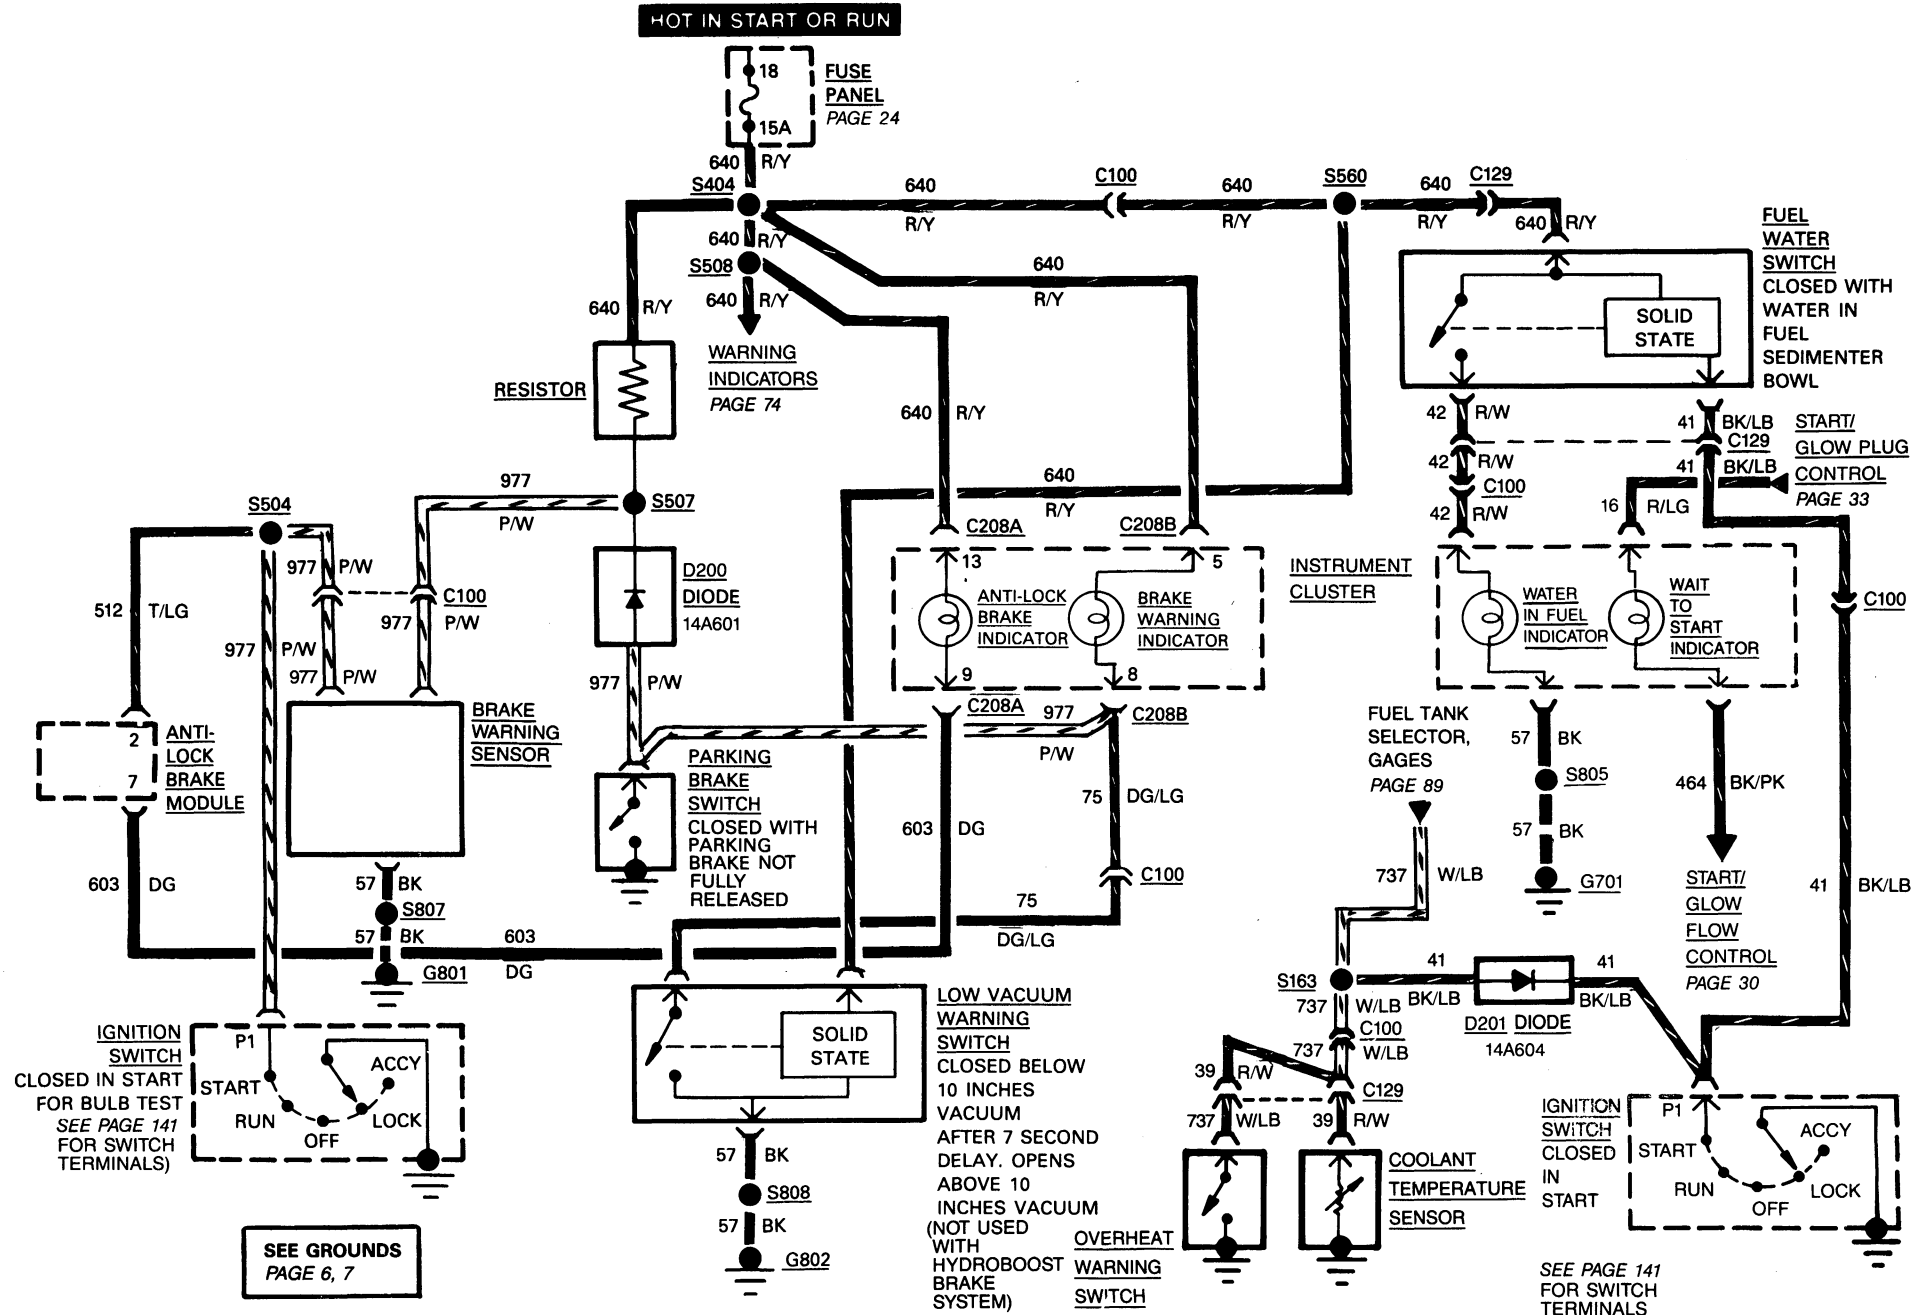 HOT IN START OR RUN
18
15A
FUSE
PANEL
PAGE 24
640 R/Y
S404
640
R/Y
C100
640
R/Y
S560
640
R/Y
C129
640 R/Y
640 R/Y
S508
640 R/Y
640
R/Y
640 R/Y
WARNING
INDICATORS
PAGE 74
RESISTOR
640 R/Y
640
R/Y
FUEL
WATER
SWITCH
CLOSED WITH
WATER IN
FUEL
SEDIMENTER
BOWL
SOLID
STATE
42 R/W
41 BK/LB
C129
42 R/W
C100
42 R/W
41 BK/LB
START/
GLOW PLUG
CONTROL
PAGE 33
16 R/LG
977
P/W
S507
S504
977 P/W
C100
977 P/W
512 T/LG
977 P/W
977 P/W
D200
DIODE
14A601
977 P/W
C208A
C208B
13
5
ANTI-LOCK
BRAKE
INDICATOR
BRAKE
WARNING
INDICATOR
9
8
INSTRUMENT
CLUSTER
WATER
IN FUEL
INDICATOR
WAIT
TO
START
INDICATOR
C100
C208A
C208B
977
P/W
2
7
ANTI-
LOCK
BRAKE
MODULE
BRAKE
WARNING
SENSOR
PARKING
BRAKE
SWITCH
CLOSED WITH
PARKING
BRAKE NOT
FULLY
RELEASED
603 DG
75 DG/LG
C100
75
DG/LG
FUEL TANK
SELECTOR,
GAGES
PAGE 89
57 BK
S805
57 BK
G701
464 BK/PK
START/
GLOW
FLOW
CONTROL
PAGE 30
41 BK/LB
737 W/LB
603 DG
57 BK
S807
57 BK
G801
603
DG
S163
41
BK/LB
D201 DIODE
14A604
41
BK/LB
737 W/LB
C100
737 W/LB
39 R/W
C129
737 W/LB
39 R/W
IGNITION
SWITCH
CLOSED IN START
FOR BULB TEST
SEE PAGE 141
FOR SWITCH
TERMINALS)
P1
START
RUN
OFF
LOCK
ACCY
SOLID
STATE
LOW VACUUM
WARNING
SWITCH
CLOSED BELOW
10 INCHES
VACUUM
AFTER 7 SECOND
DELAY. OPENS
ABOVE 10
INCHES VACUUM
(NOT USED
WITH
HYDROBOOST
BRAKE
SYSTEM)
57 BK
S808
57 BK
G802
OVERHEAT
WARNING
SWITCH
COOLANT
TEMPERATURE
SENSOR
IGNITION
SWITCH
CLOSED
IN
START
P1
START
RUN
OFF
LOCK
ACCY
SEE PAGE 141
FOR SWITCH
TERMINALS
SEE GROUNDS
PAGE 6, 7